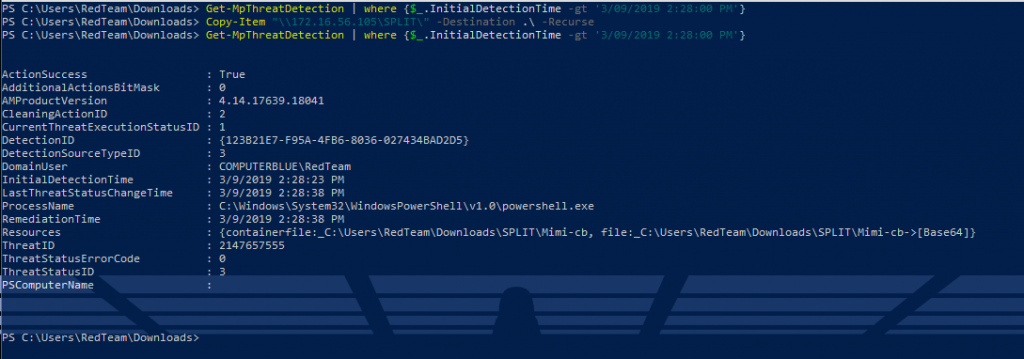 PS C:\Users\RedTeam\Downloads> Get-MpThreatDetection | where {$_.InitialDetectionTime -gt '3/09/2019 2:28:00 PM'}
PS C:\Users\RedTeam\Downloads> Copy-Item "\\172.16.56.105\SPLIT\" -Destination .\ -Recurse
PS C:\Users\RedTeam\Downloads> Get-MpThreatDetection | where {$_.InitialDetectionTime -gt '3/09/2019 2:28:00 PM'}
ActionSuccess : True
AdditionalActionsBitMask : 0
AMProductVersion : 4.14.17639.18041
CleaningActionID : 2
CurrentThreatExecutionStatusID : 1
DetectionID : {123B21E7-F95A-4FB6-8036-027434BAD2D5}
DetectionSourceTypeID : 3
DomainUser : COMPUTERBLUE\RedTeam
InitialDetectionTime : 3/9/2019 2:28:23 PM
LastThreatStatusChangeTime : 3/9/2019 2:28:38 PM
ProcessName : C:\Windows\System32\WindowsPowerShell\v1.0\powershell.exe
RemediationTime : 3/9/2019 2:28:38 PM
Resources : {containerfile:_C:\Users\RedTeam\Downloads\SPLIT\Mimi-cb, file:_C:\Users\RedTeam\Downloads\SPLIT\Mimi-cb->[Base64]}
ThreatID : 2147657555
ThreatStatusErrorCode : 0
ThreatStatusID : 3
PSComputerName :
PS C:\Users\RedTeam\Downloads>